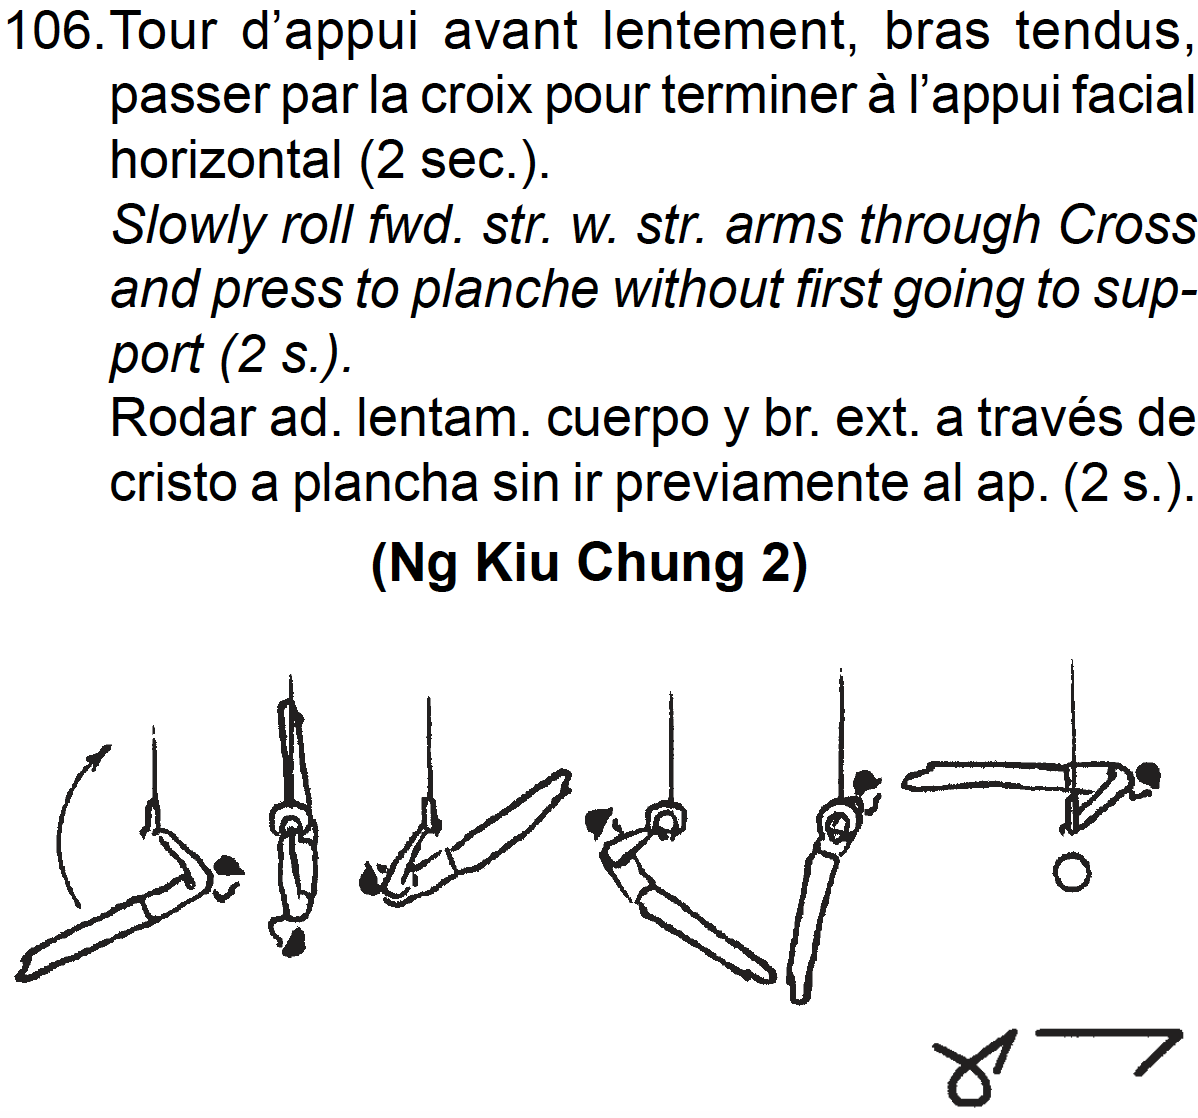 106. Tour d’appui avant lentement, bras tendus,
passer par la croix pour terminer à l’appui facial
horizontal (2 sec.).
Slowly roll fwd. str. w. str. arms through Cross
and press to planche without first going to sup-
port (2 s.).
Rodar ad. lentam. cuerpo y br. ext. a través de
cristo a plancha sin ir previamente al ap. (2 s.).
(Ng Kiu Chung 2)